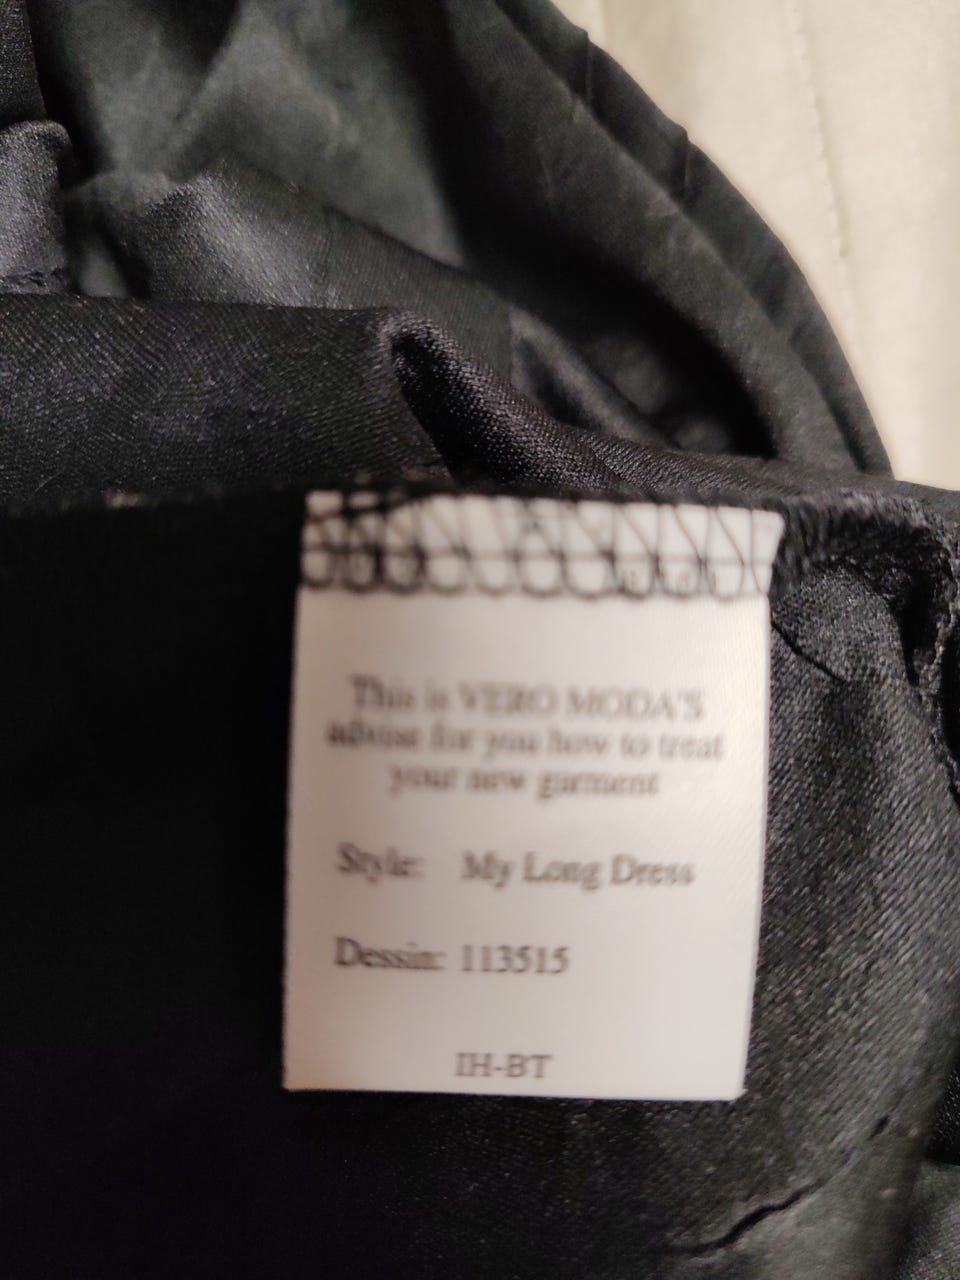 This is VERO MODA'S
advise for you how to treat
your new garment
Style: My Long Dress
Dessin: 113515
IH-BT